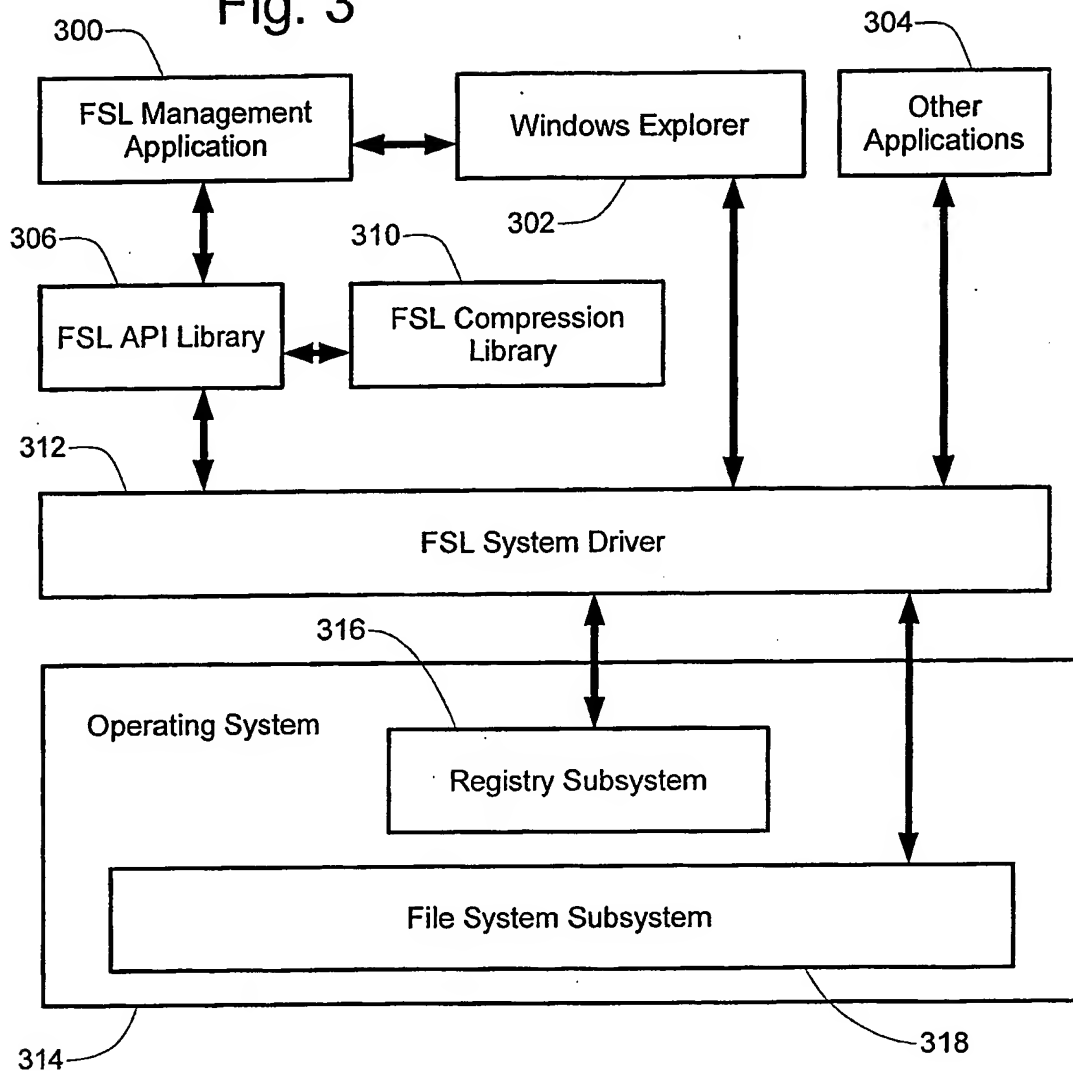 Fig. 3
300
304
FSL Management
Application
Windows Explorer
Other
Applications
302
306
310
FSL API Library
FSL Compression
Library
312
FSL System Driver
316
Operating System
Registry Subsystem
File System Subsystem
314
318